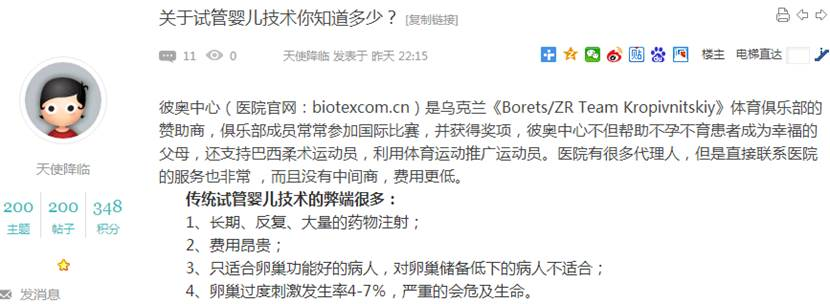 关于试管婴儿技术你知道多少？ [复制链接]
11 0 天使降临 发表于 昨天 22:15 贴 楼主 电梯直达
彼奥中心（医院官网：biotexcom.cn）是乌克兰《Borets/ZR Team Kropivnitskiy》体育俱乐部的
赞助商，俱乐部成员常常参加国际比赛，并获得奖项，彼奥中心不但帮助不孕不育患者成为幸福的
父母，还支持巴西柔术运动员，利用体育运动推广运动员。医院有很多代理人，但是直接联系医院
的服务也非常 ，而且没有中间商，费用更低。
传统试管婴儿技术的弊端很多：
1、长期、反复、大量的药物注射；
2、费用昂贵；
3、只适合卵巢功能好的病人，对卵巢储备低下的病人不适合；
4、卵巢过度刺激发生率4-7%，严重的会危及生命。
天使降临
200 200 348
主题 帖子 积分
发消息